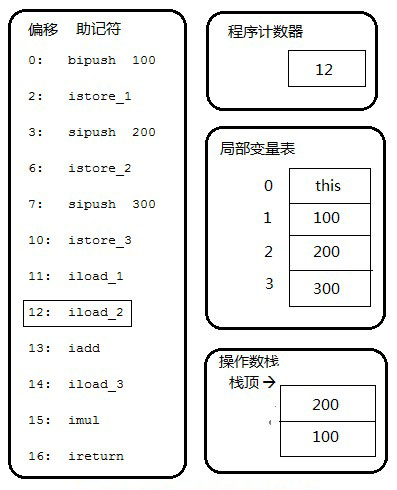 偏移 助记符
0: bipush 100
2: istore_1
3: sipush 200
6: istore_2
7: sipush 300
10: istore_3
11: iload_1
12: iload_2
13: iadd
14: iload_3
15: imul
16: ireturn
程序计数器
12
局部变量表
0 this
1 100
2 200
3 300
操作数栈
栈顶→
200
100